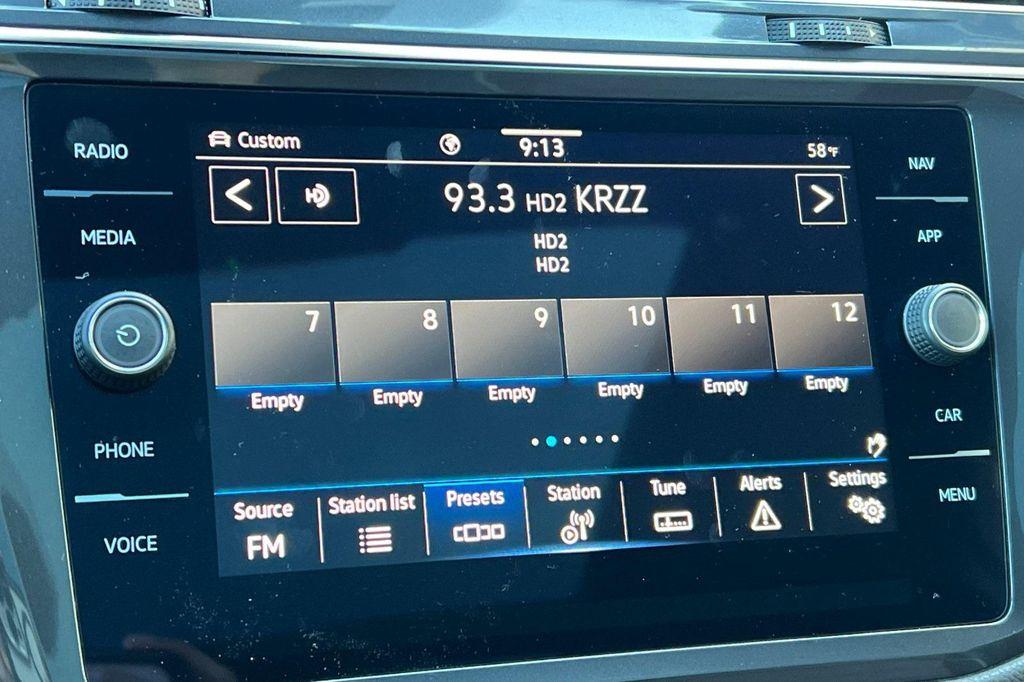 RADIO
MEDIA
PHONE
VOICE
Custom
9:13
58°F
<
HD
93.3 HD2 KRZZ
>
HD2
HD2
7 8 9 10 11 12
Empty Empty Empty Empty Empty Empty
Source Station list Presets Station Tune Alerts Settings
FM
NAV
APP
CAR
MENU